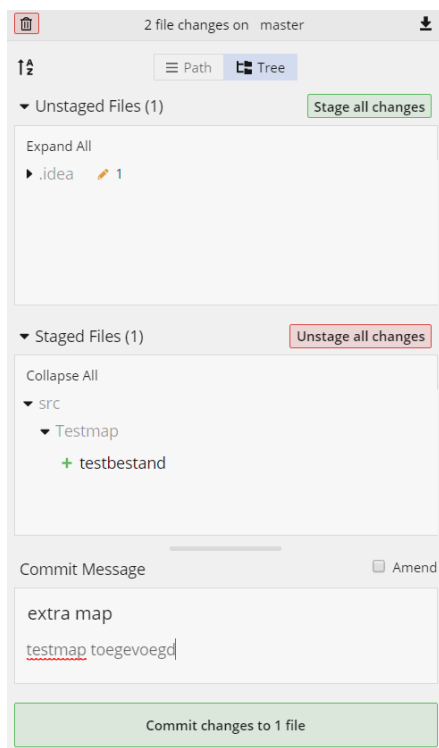 2 file changes on master
Path Tree
Unstaged Files (1) Stage all changes
Expand All
.idea 1
Staged Files (1) Unstage all changes
Collapse All
src
Testmap
+ testbestand
Commit Message Amend
extra map
testmap toegevoegd
Commit changes to 1 file